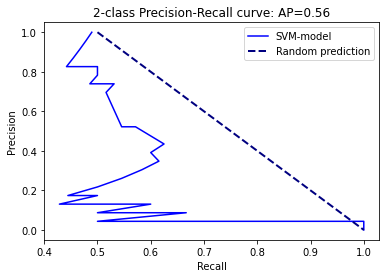 2-class Precision-Recall curve: AP=0.56
SVM-model
Random prediction
Precision
1.0
0.8
0.6
0.4
0.2
0.0
0.4 0.5 0.6 0.7 0.8 0.9 1.0
Recall